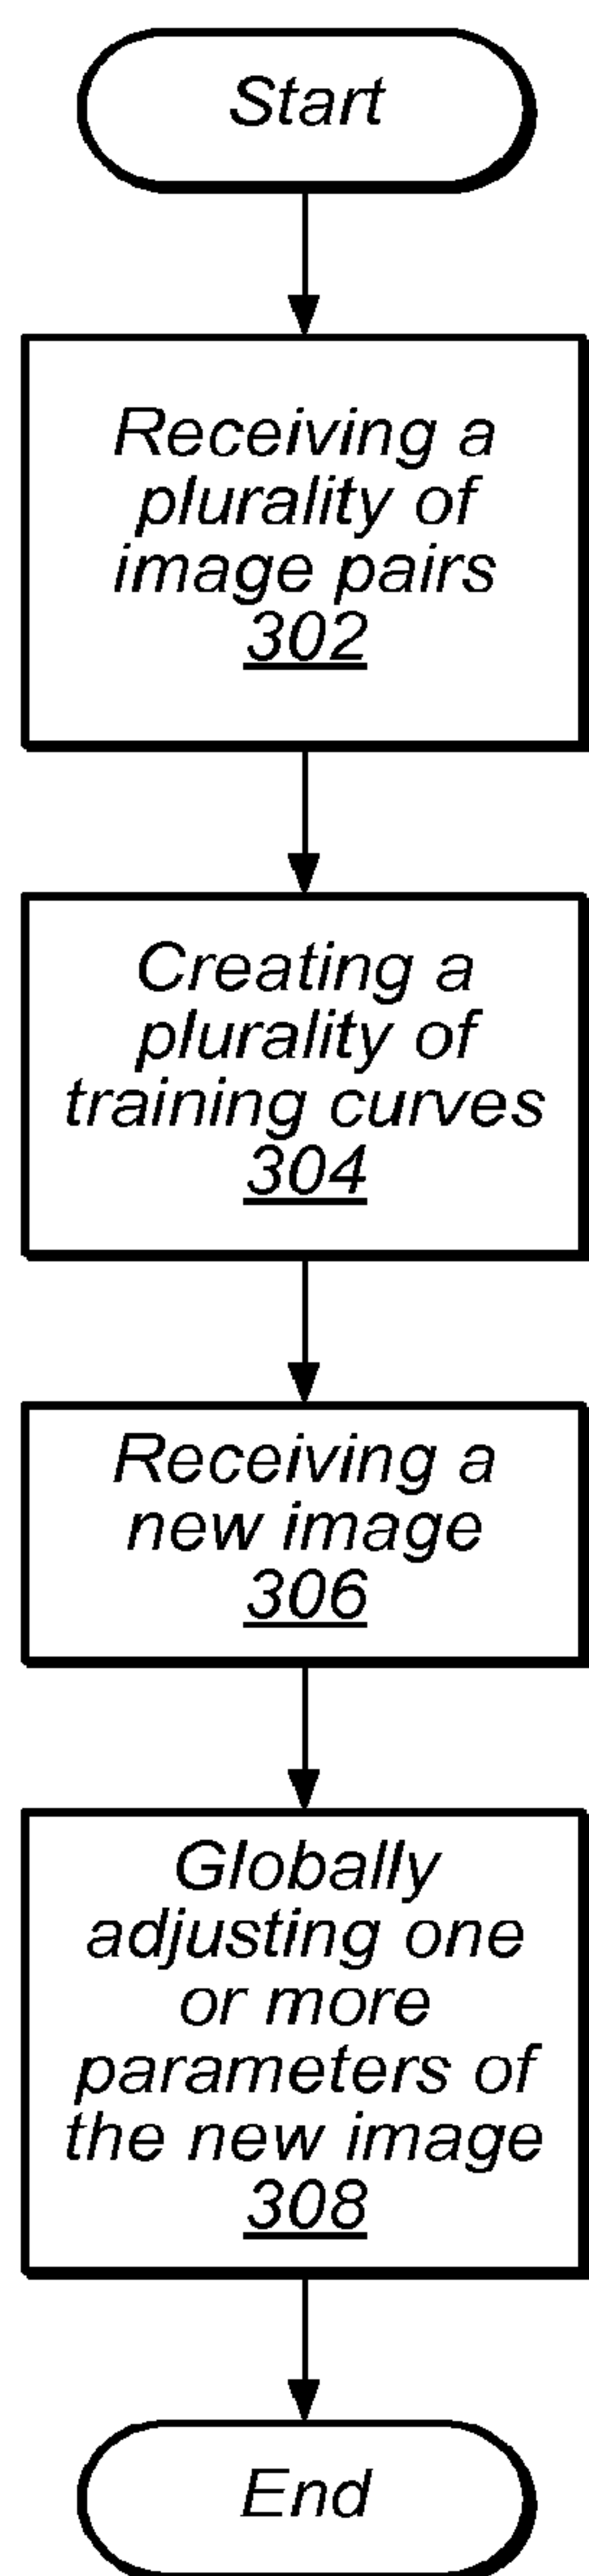 Start
Receiving a
plurality of
image pairs
302
Creating a
plurality of
training curves
304
Receiving a
new image
306
Globally
adjusting one
or more
parameters of
the new image
308
End